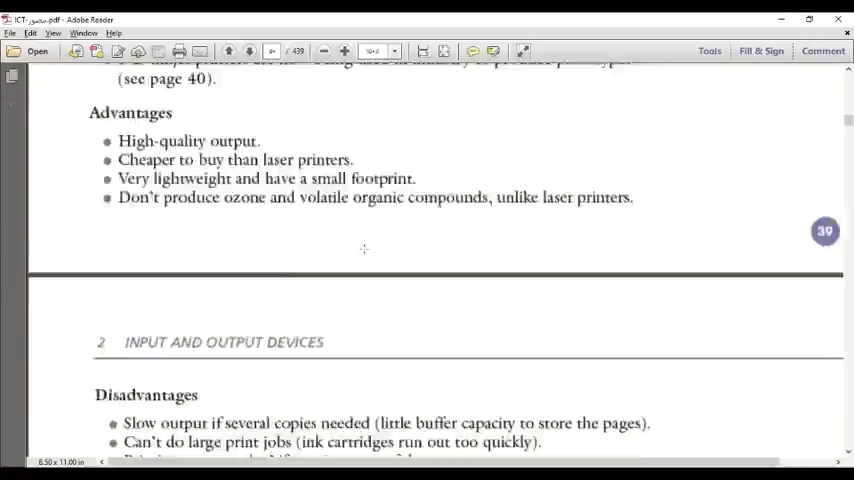 ICT-مصور.pdf - Adobe Reader
File Edit View Window Help
Open / 439 Tools Fill & Sign Comment
(see page 40).
Advantages
● High-quality output.
● Cheaper to buy than laser printers.
● Very lightweight and have a small footprint.
● Don't produce ozone and volatile organic compounds, unlike laser printers.
39
2 INPUT AND OUTPUT DEVICES
Disadvantages
● Slow output if several copies needed (little buffer capacity to store the pages).
● Can't do large print jobs (ink cartridges run out too quickly).
8.50 x 11.00 in